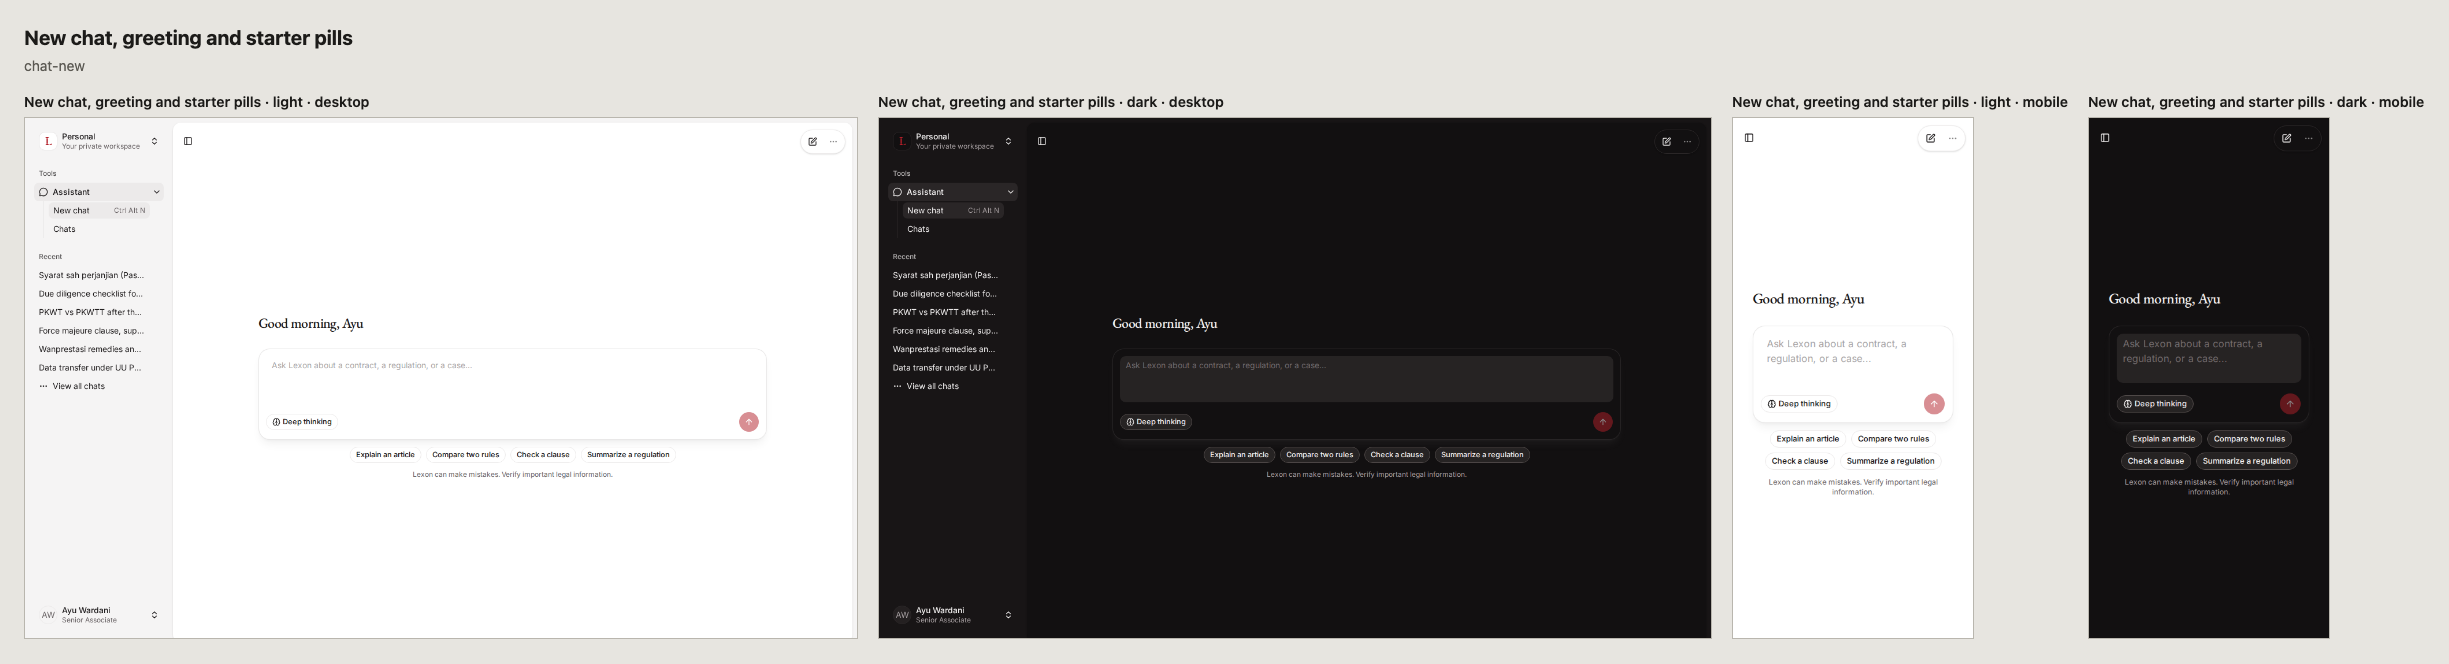 New chat, greeting and starter pills
chat-new
New chat, greeting and starter pills · light · desktop
L
Personal
Your private workspace
Tools
Assistant
New chat Ctrl Alt N
Chats
Recent
Syarat sah perjanjian (Pas...
Due diligence checklist fo...
PKWT vs PKWTT after th...
Force majeure clause, sup...
Wanprestasi remedies an...
Data transfer under UU P...
View all chats
AW
Ayu Wardani
Senior Associate
Good morning, Ayu
Ask Lexon about a contract, a regulation, or a case...
Deep thinking
Explain an article Compare two rules Check a clause Summarize a regulation
Lexon can make mistakes. Verify important legal information.
New chat, greeting and starter pills · dark · desktop
L
Personal
Your private workspace
Tools
Assistant
New chat Ctrl Alt N
Chats
Recent
Syarat sah perjanjian (Pas...
Due diligence checklist fo...
PKWT vs PKWTT after th...
Force majeure clause, sup...
Wanprestasi remedies an...
Data transfer under UU P...
View all chats
AW
Ayu Wardani
Senior Associate
Good morning, Ayu
Ask Lexon about a contract, a regulation, or a case...
Deep thinking
Explain an article Compare two rules Check a clause Summarize a regulation
Lexon can make mistakes. Verify important legal information.
New chat, greeting and starter pills · light · mobile
Good morning, Ayu
Ask Lexon about a contract, a
regulation, or a case...
Deep thinking
Explain an article Compare two rules
Check a clause Summarize a regulation
Lexon can make mistakes. Verify important legal
information.
New chat, greeting and starter pills · dark · mobile
Good morning, Ayu
Ask Lexon about a contract, a
regulation, or a case...
Deep thinking
Explain an article Compare two rules
Check a clause Summarize a regulation
Lexon can make mistakes. Verify important legal
information.